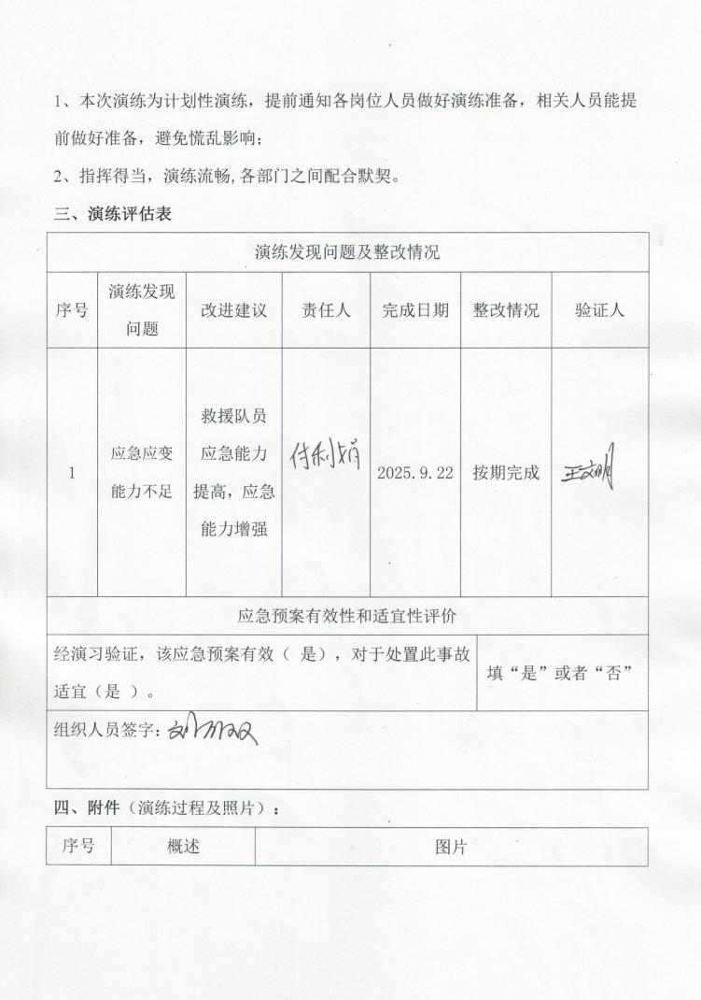 1、本次演练为计划性演练，提前通知各岗位人员做好演练准备，相关人员能提
前做好准备，避免慌乱影响；
2、指挥得当，演练流畅,各部门之间配合默契。
三、演练评估表
演练发现问题及整改情况
序号 演练发现问题 改进建议 责任人 完成日期 整改情况 验证人
1 应急应变能力不足 救援队员应急能力提高，应急能力增强 付利娟 2025.9.22 按期完成 王文明
应急预案有效性和适宜性评价
经演习验证，该应急预案有效（ 是），对于处置此事故
适宜（是 ）。
填“是”或者“否”
组织人员签字：
四、附件（演练过程及照片）：
序号 概述 图片